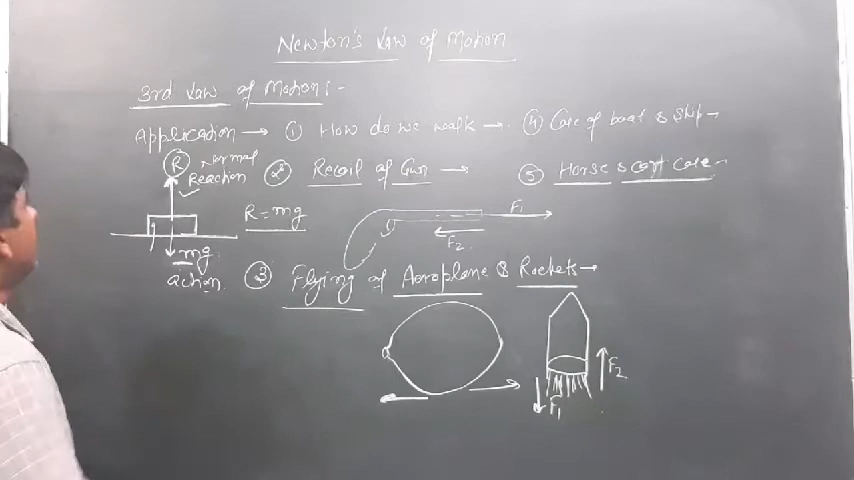 Newton's Law of Motion
3rd Law of Motion :-
Application → ① How do we walk →
④ Case of boat & ship →
R Normal
Reaction
② Recoil of Gun →
⑤ Horse & cart case →
R = mg
F1
F2
mg
action
③ Flying of Aeroplane & Rockets →
F2
F1